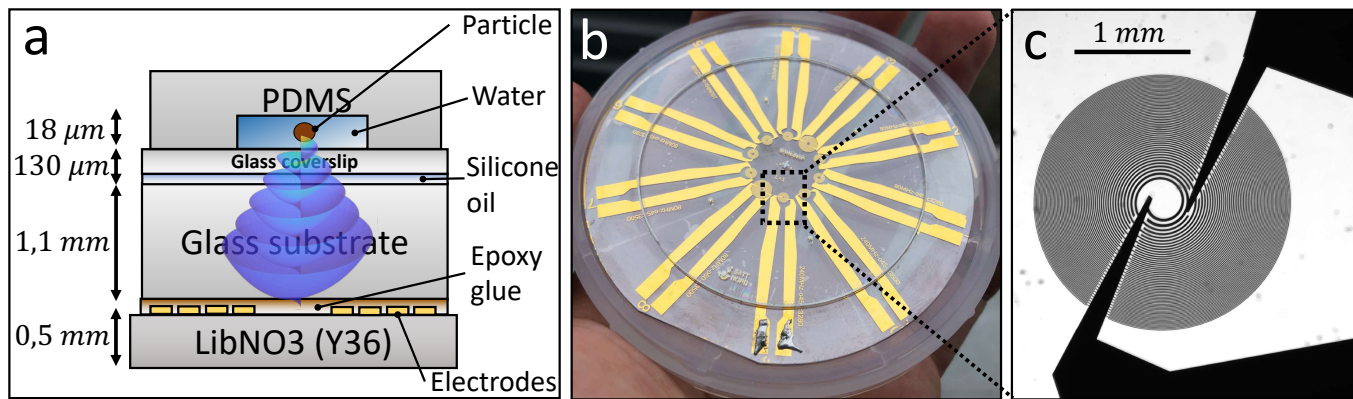 a
Particle
PDMS
Water
18 μm
Glass coverslip
130 μm
Silicone
oil
1,1 mm
Glass substrate
Epoxy
glue
0,5 mm
LibNO3 (Y36)
Electrodes
b
c
1 mm